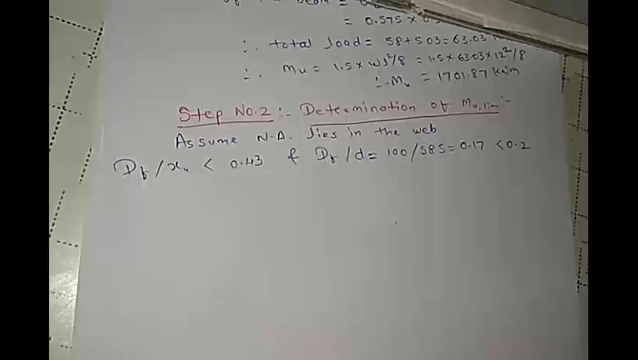 = 0.575 ×
∴ total load = 58+5.03=63.03
∴ Mu = 1.5 × wl²/8 = 1.5 × 63.03×12²/8
∴ Mu = 1701.87 kNm
Step No.2 :- Determination of Mu,lim :-
Assume N.A. lies in the web
Df/xu < 0.43 & Df/d = 100/585 = 0.17 < 0.2